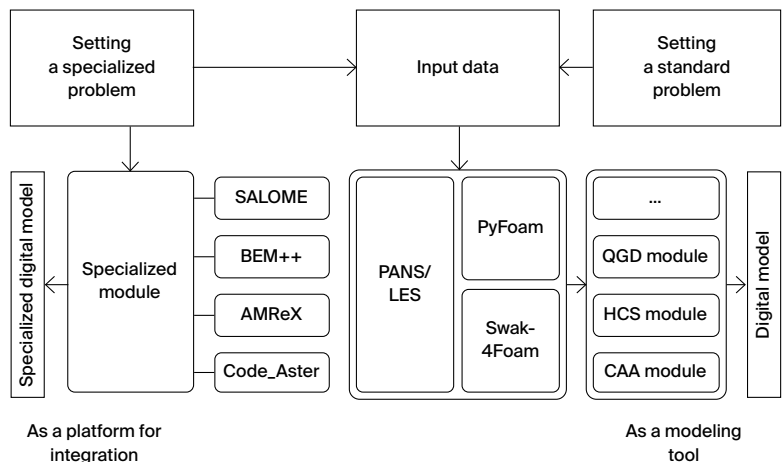 Setting
a specialized
problem
Input data
Setting
a standard
problem
Specialized digital model
Specialized
module
SALOME
BEM++
AMReX
Code_Aster
PANS/
LES
PyFoam
Swak-
4Foam
...
QGD module
HCS module
CAA module
Digital model
As a platform for
integration
As a modeling
tool